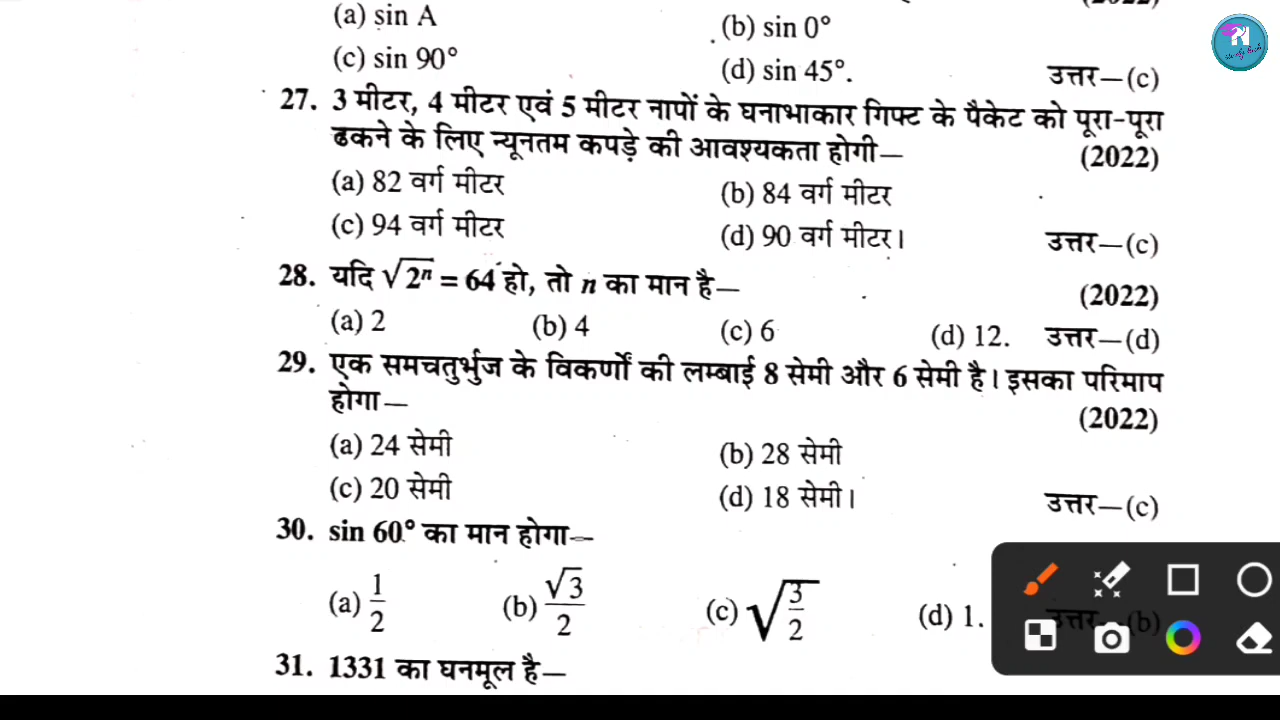 (a) sin A (b) sin 0°
(c) sin 90° (d) sin 45°. उत्तर—(c)
27. 3 मीटर, 4 मीटर एवं 5 मीटर नापों के घनाभाकार गिफ्ट के पैकेट को पूरा-पूरा
ढकने के लिए न्यूनतम कपड़े की आवश्यकता होगी— (2022)
(a) 82 वर्ग मीटर (b) 84 वर्ग मीटर
(c) 94 वर्ग मीटर (d) 90 वर्ग मीटर। उत्तर—(c)
28. यदि √2ⁿ = 64 हो, तो n का मान है— (2022)
(a) 2 (b) 4 (c) 6 (d) 12. उत्तर—(d)
29. एक समचतुर्भुज के विकर्णों की लम्बाई 8 सेमी और 6 सेमी है। इसका परिमाप
होगा— (2022)
(a) 24 सेमी (b) 28 सेमी
(c) 20 सेमी (d) 18 सेमी। उत्तर—(c)
30. sin 60° का मान होगा—
(a) 1/2 (b) √3/2 (c) √(3/2) (d) 1. उत्तर—(b)
31. 1331 का घनमूल है—